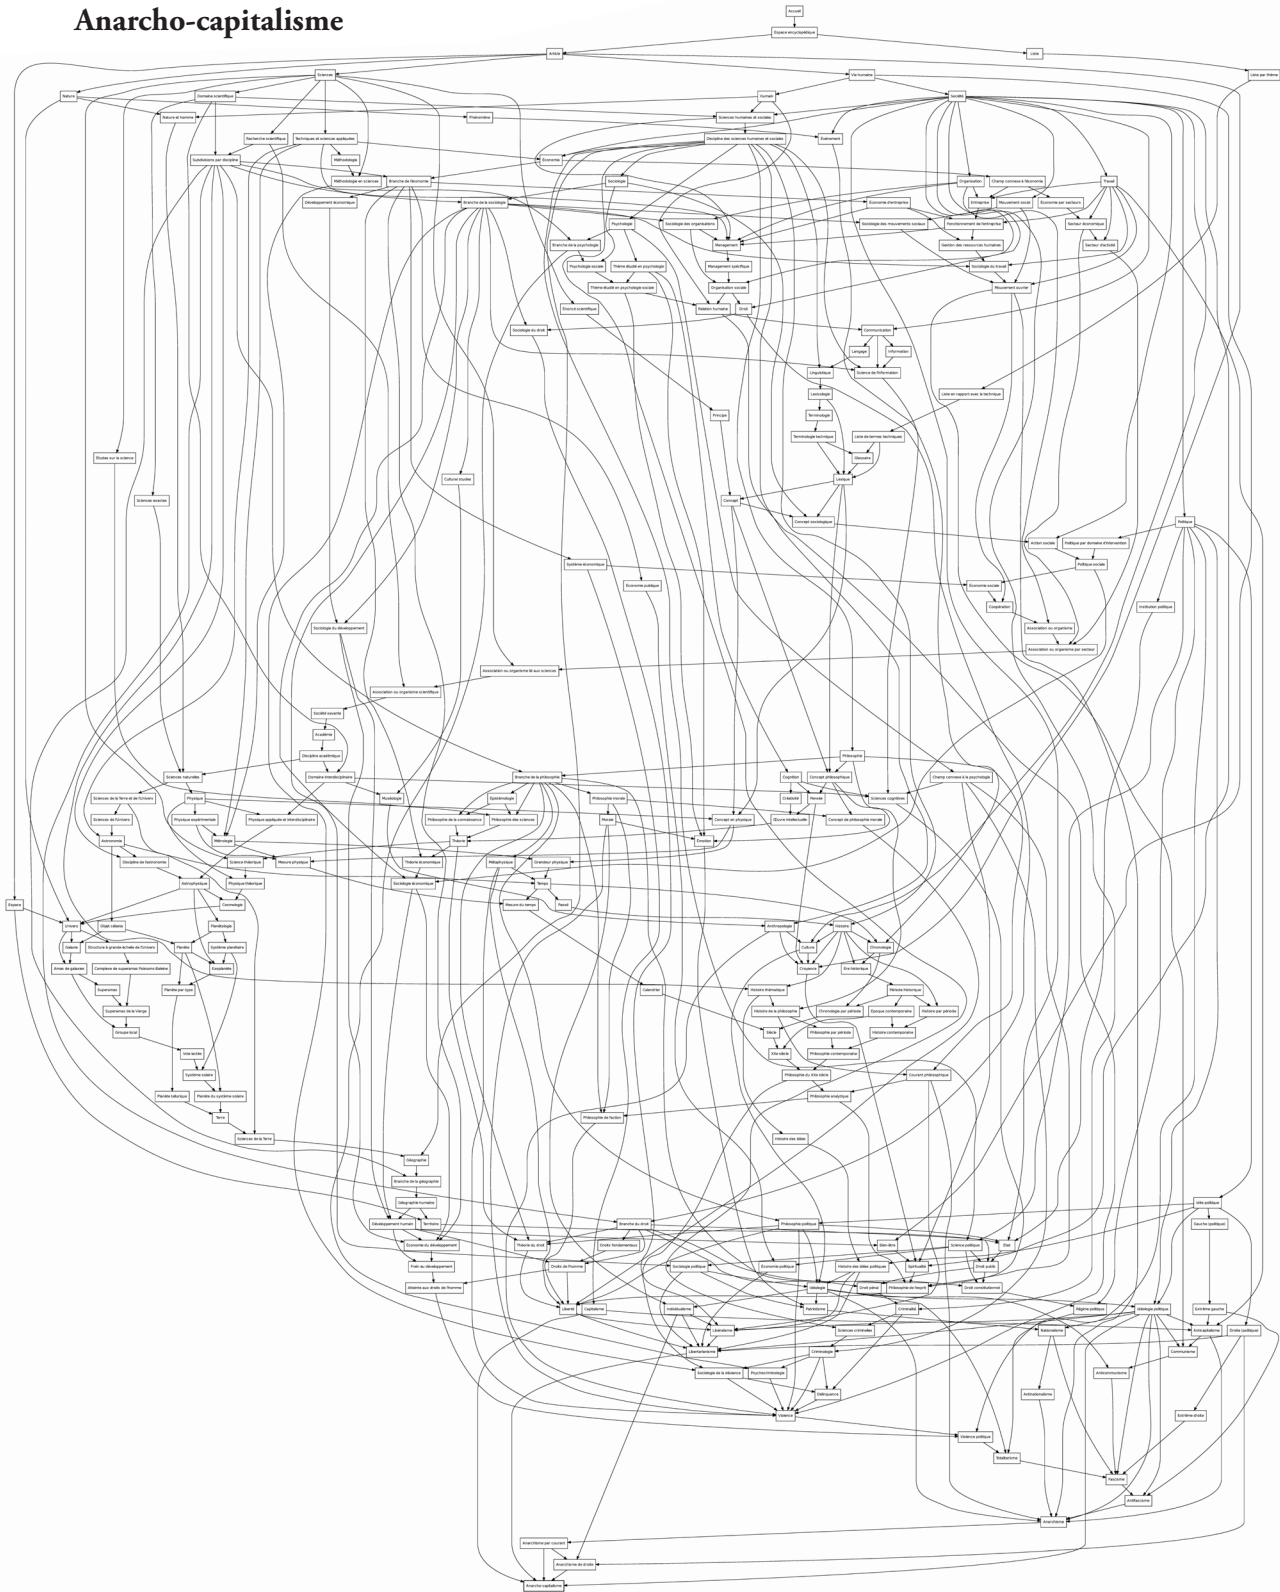 Anarcho-capitalisme
Accueil
Espace encyclopédique
Article
Liste
Sciences
Vie humaine
Liste par thème
Nature
Domaine scientifique
Humain
Société
Nature et homme
Phénomène
Sciences humaines et sociales
Recherche scientifique
Techniques et sciences appliquées
Discipline des sciences humaines et sociales
Événement
Subdivisions par discipline
Méthodologie
Économie
Méthodologie en sciences
Branche de l'économie
Sociologie
Organisation
Champ connexe à l'économie
Travail
Développement économique
Branche de la sociologie
Économie d'entreprise
Entreprise
Mouvement social
Économie par secteurs
Psychologie
Sociologie des organisations
Sociologie des mouvements sociaux
Fonctionnement de l'entreprise
Secteur économique
Branche de la psychologie
Management
Gestion des ressources humaines
Secteur d'activité
Psychologie sociale
Thème étudié en psychologie
Management spécifique
Sociologie du travail
Thème étudié en psychologie sociale
Organisation sociale
Mouvement ouvrier
Énoncé scientifique
Relation humaine
Droit
Sociologie du droit
Communication
Langage
Information
Linguistique
Science de l'information
Lexicologie
Liste en rapport avec la technique
Principe
Terminologie
Terminologie technique
Liste de termes techniques
Études sur la science
Glossaire
Cultural studies
Lexique
Sciences exactes
Concept
Concept sociologique
Politique
Action sociale
Politique par domaine d'intervention
Système économique
Politique sociale
Économie publique
Économie sociale
Coopération
Institution politique
Sociologie du développement
Association ou organisme
Association ou organisme par secteur
Association ou organisme lié aux sciences
Association ou organisme scientifique
Société savante
Académie
Discipline académique
Philosophie
Sciences naturelles
Domaine interdisciplinaire
Branche de la philosophie
Cognition
Concept philosophique
Champ connexe à la psychologie
Sciences de la Terre et de l'Univers
Physique
Muséologie
Épistémologie
Philosophie morale
Créativité
Pensée
Sciences cognitives
Sciences de l'Univers
Physique expérimentale
Physique appliquée et interdisciplinaire
Philosophie de la connaissance
Philosophie des sciences
Morale
Concept en physique
Œuvre intellectuelle
Concept de philosophie morale
Astronomie
Métrologie
Théorie
Émotion
Discipline de l'astronomie
Science théorique
Mesure physique
Théorie économique
Métaphysique
Grandeur physique
Astrophysique
Physique théorique
Sociologie économique
Temps
Espace
Cosmologie
Mesure du temps
Passé
Univers
Objet céleste
Planétologie
Anthropologie
Histoire
Galaxie
Structure à grande échelle de l'Univers
Planète
Système planétaire
Culture
Chronologie
Amas de galaxies
Complexe de superamas Poissons-Baleine
Exoplanète
Croyance
Ère historique
Superamas
Planète par type
Calendrier
Histoire thématique
Période historique
Superamas de la Vierge
Histoire de la philosophie
Chronologie par période
Époque contemporaine
Histoire par période
Groupe local
Siècle
Philosophie par période
Histoire contemporaine
Voie lactée
XXe siècle
Philosophie contemporaine
Système solaire
Philosophie du XXe siècle
Courant philosophique
Planète tellurique
Planète du système solaire
Philosophie analytique
Terre
Philosophie de l'action
Sciences de la Terre
Histoire des idées
Géographie
Branche de la géographie
Géographie humaine
Idée politique
Développement humain
Territoire
Branche du droit
Philosophie politique
Gauche (politique)
Économie du développement
Théorie du droit
Droits fondamentaux
Bien-être
Science politique
État
Frein au développement
Droits de l'homme
Sociologie politique
Économie politique
Histoire des idées politiques
Spiritualité
Droit public
Atteinte aux droits de l'homme
Idéologie
Droit pénal
Philosophie de l'esprit
Droit constitutionnel
Liberté
Capitalisme
Individualisme
Patriotisme
Criminalité
Régime politique
Idéologie politique
Extrême gauche
Libéralisme
Sciences criminelles
Nationalisme
Anticapitalisme
Droite (politique)
Libertarianisme
Criminologie
Communisme
Sociologie de la déviance
Psychocriminologie
Anticommunisme
Délinquance
Antinationalisme
Violence
Extrême droite
Violence politique
Totalitarisme
Fascisme
Antifascisme
Anarchisme
Anarchisme par courant
Anarchisme de droite
Anarcho-capitalisme